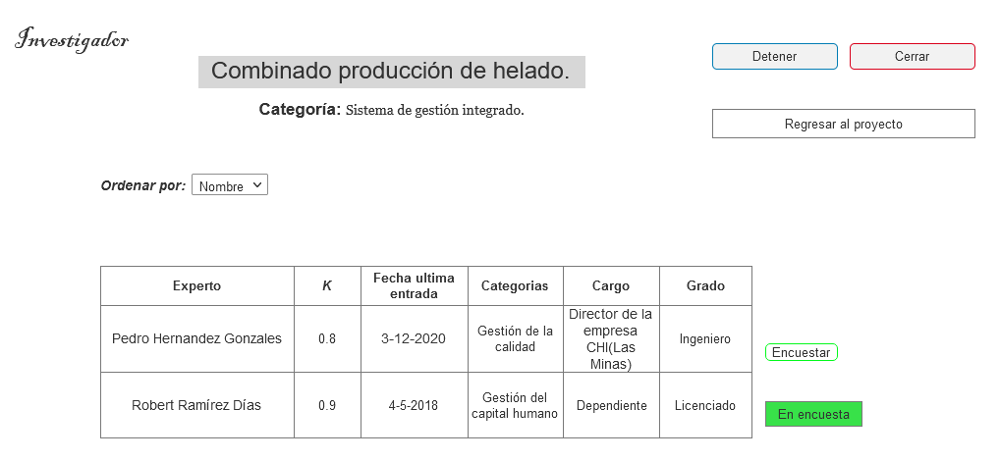 Investigador
Combinado producción de helado.
Detener
Cerrar
Categoría: Sistema de gestión integrado.
Regresar al proyecto
Ordenar por: Nombre
Experto
K
Fecha ultima
entrada
Categorias
Cargo
Grado
Pedro Hernandez Gonzales
0.8
3-12-2020
Gestión de la
calidad
Director de la
empresa
CHI(Las
Minas)
Ingeniero
Encuestar
Robert Ramírez Días
0.9
4-5-2018
Gestión del
capital humano
Dependiente
Licenciado
En encuesta